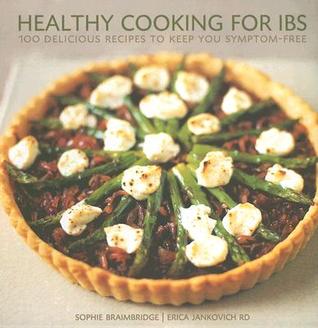 HEALTHY COOKING FOR IBS
100 DELICIOUS RECIPES TO KEEP YOU SYMPTOM-FREE
SOPHIE BRAIMBRIDGE | ERICA JANKOVICH RD